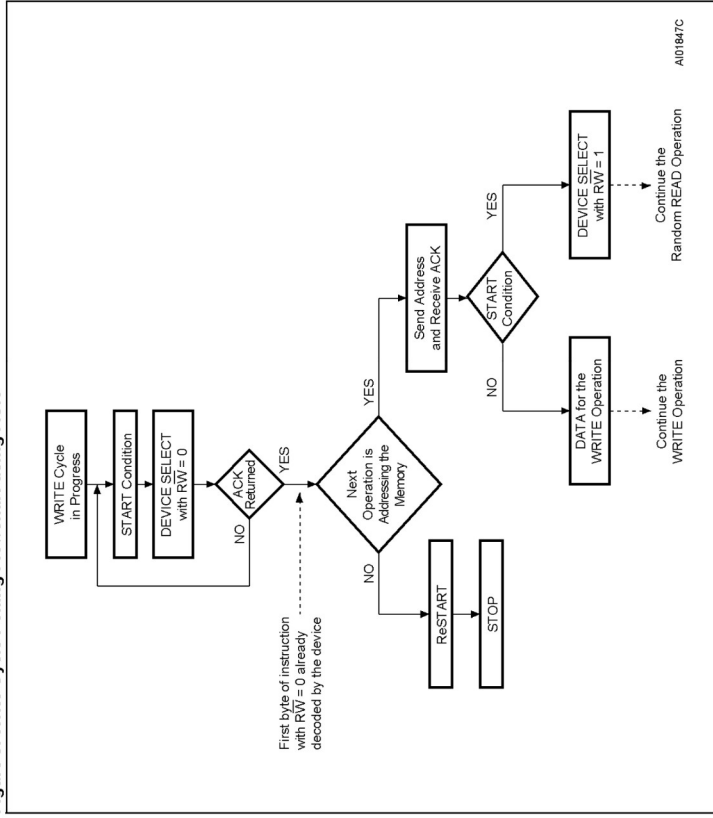 WRITE Cycle
in Progress
START Condition
DEVICE SELECT
with RW = 0
ACK
Returned
NO
YES
First byte of instruction
with RW = 0 already
decoded by the device
Next
Operation is
Addressing the
Memory
NO
YES
ReSTART
STOP
Send Address
and Receive ACK
START
Condition
NO
YES
DATA for the
WRITE Operation
DEVICE SELECT
with RW = 1
Continue the
WRITE Operation
Continue the
Random READ Operation
AI01847C